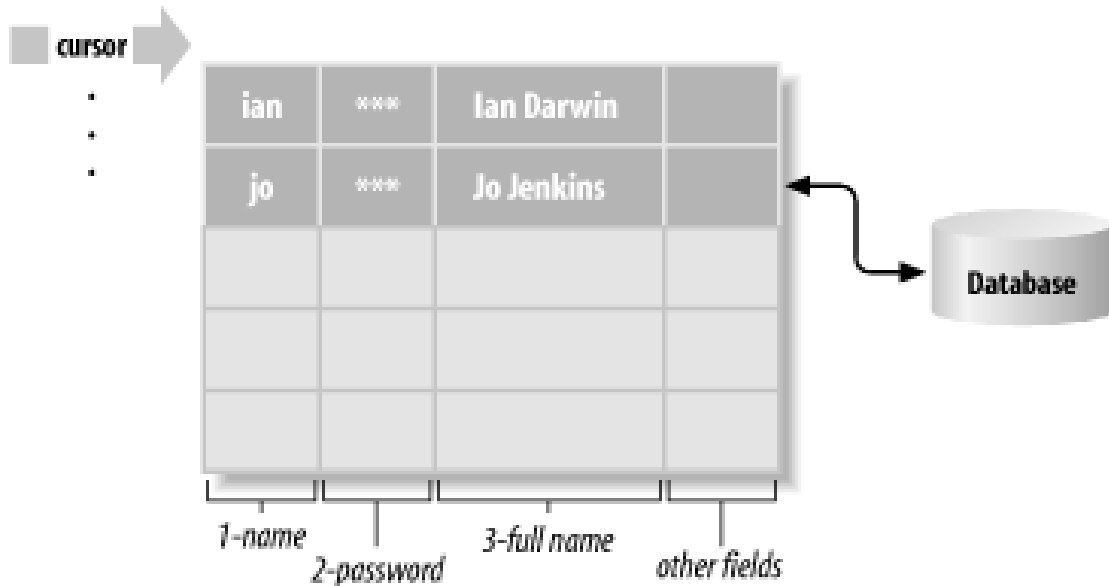 cursor
ian *** Ian Darwin
jo *** Jo Jenkins
Database
1-name
2-password
3-full name
other fields